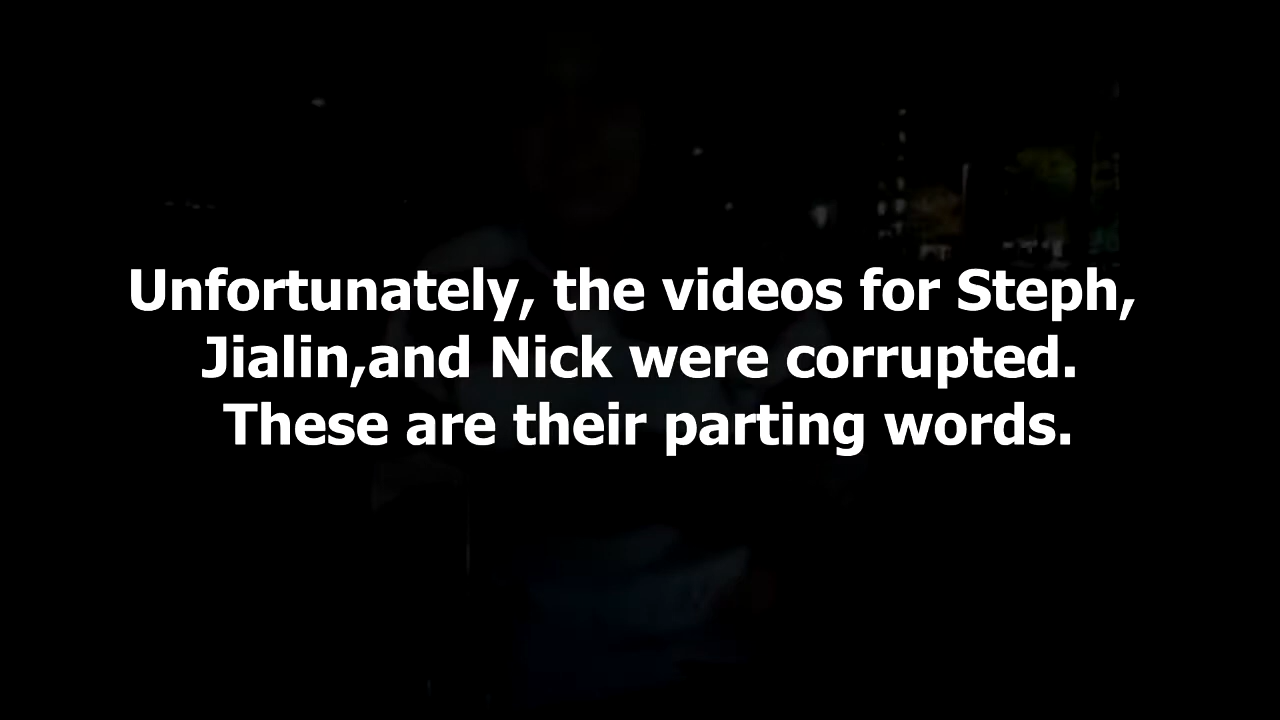 Unfortunately, the videos for Steph,
Jialin,and Nick were corrupted.
These are their parting words.